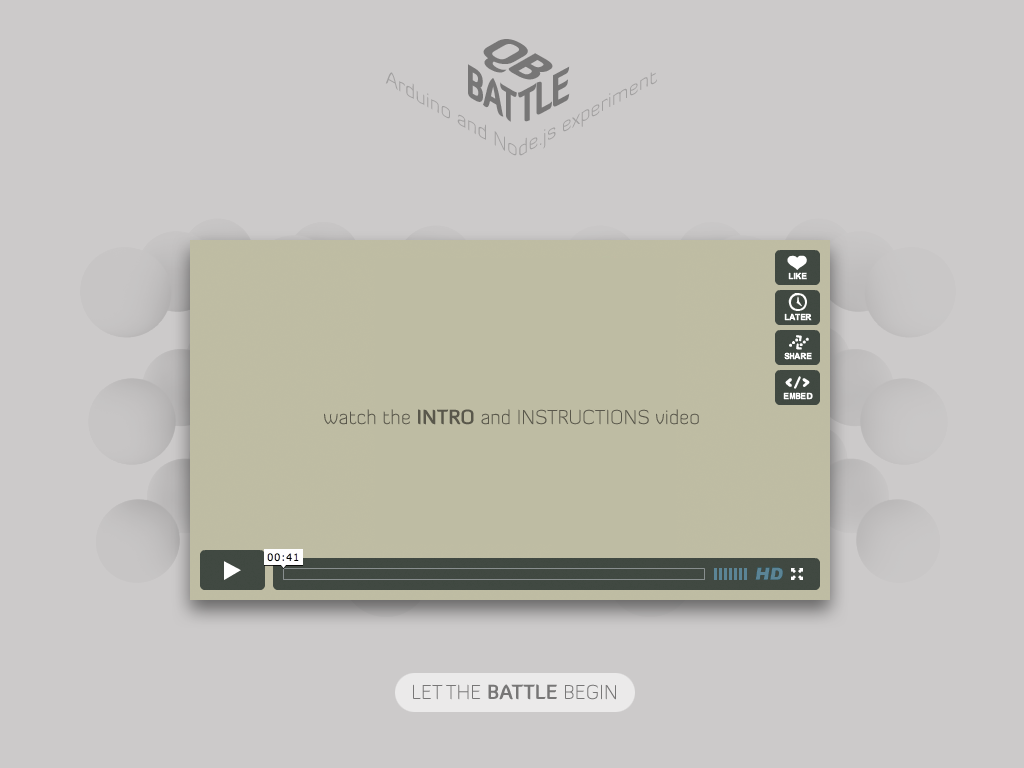 QB
BATTLE
Arduino and Node.js experiment
LIKE
LATER
SHARE
EMBED
watch the INTRO and INSTRUCTIONS video
00:41
HD
LET THE BATTLE BEGIN